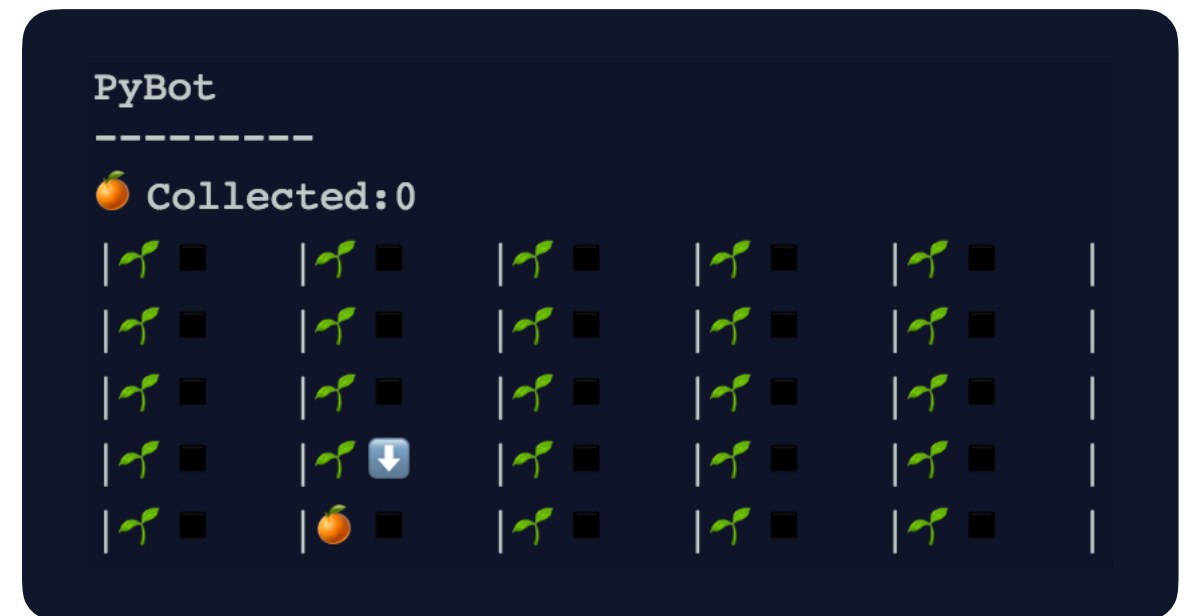 PyBot
---------
🍊 Collected:0
|🌱 ◼️ |🌱 ◼️ |🌱 ◼️ |🌱 ◼️ |🌱 ◼️ |
|🌱 ◼️ |🌱 ◼️ |🌱 ◼️ |🌱 ◼️ |🌱 ◼️ |
|🌱 ◼️ |🌱 ◼️ |🌱 ◼️ |🌱 ◼️ |🌱 ◼️ |
|🌱 ◼️ |🌱 ⬇️ |🌱 ◼️ |🌱 ◼️ |🌱 ◼️ |
|🌱 ◼️ |🍊 ◼️ |🌱 ◼️ |🌱 ◼️ |🌱 ◼️ |